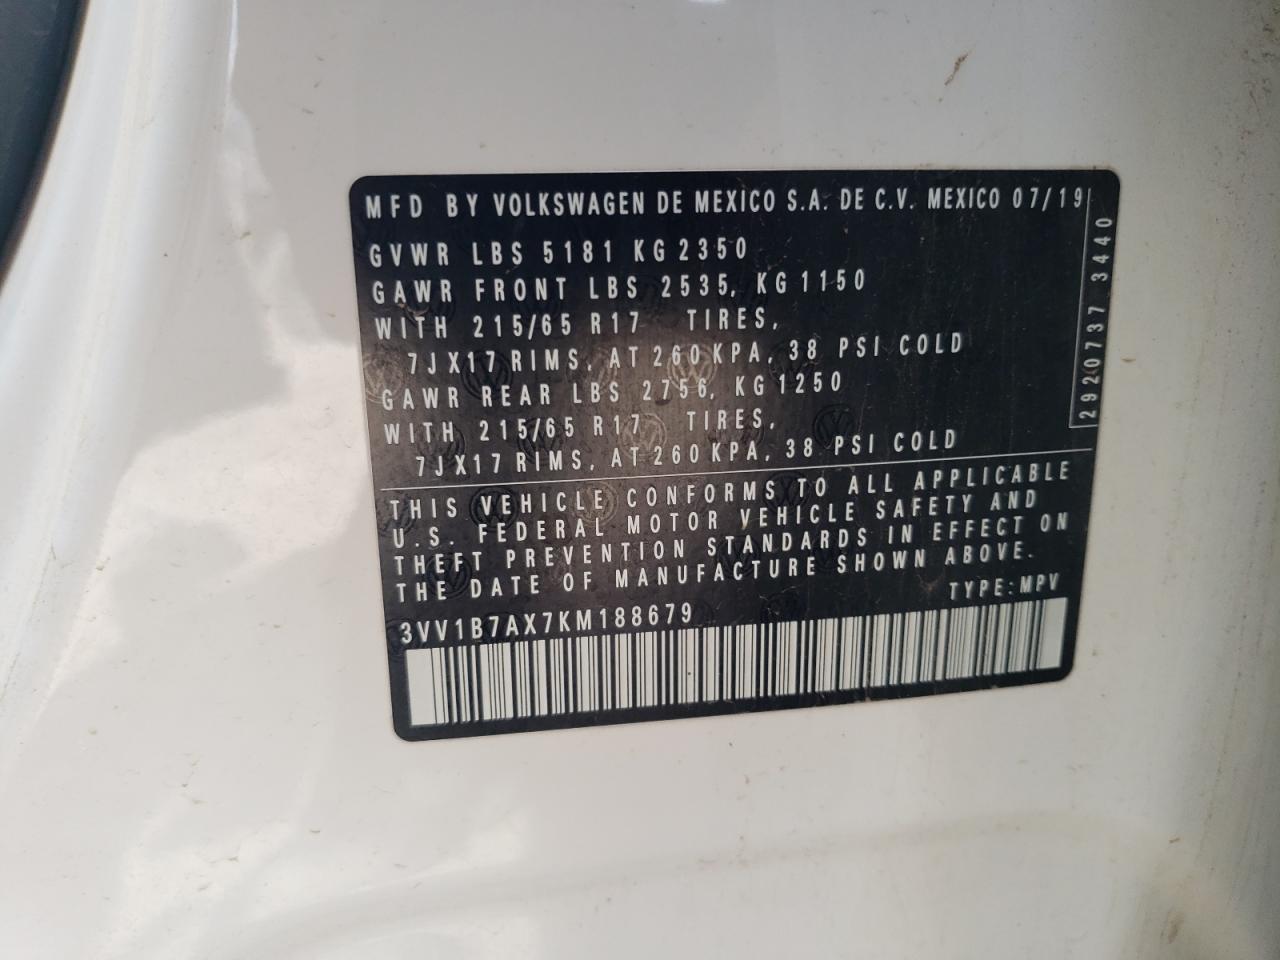 MFD BY VOLKSWAGEN DE MEXICO S.A. DE C.V. MEXICO 07/19
GVWR LBS 5181 KG 2350
GAWR FRONT LBS 2535, KG 1150
WITH 215/65 R17 TIRES,
7JX17 RIMS, AT 260 KPA, 38 PSI COLD
GAWR REAR LBS 2756, KG 1250
WITH 215/65 R17 TIRES,
7JX17 RIMS, AT 260 KPA, 38 PSI COLD
2920737 3440
THIS VEHICLE CONFORMS TO ALL APPLICABLE
U.S. FEDERAL MOTOR VEHICLE SAFETY AND
THEFT PREVENTION STANDARDS IN EFFECT ON
THE DATE OF MANUFACTURE SHOWN ABOVE.
TYPE: MPV
3VV1B7AX7KM188679